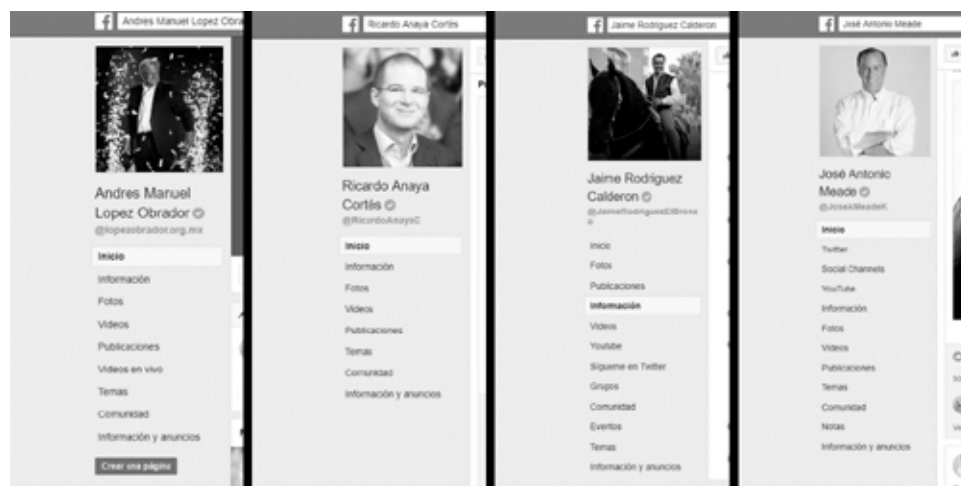 Andres Manuel Lopez Obra
Andres Manuel
Lopez Obrador
@lopezobrador.org.mx
Inicio
Información
Fotos
Videos
Publicaciones
Videos en vivo
Temas
Comunidad
Información y anuncios
Crear una página
Ricardo Anaya Cortés
Ricardo Anaya
Cortés
@RicardoAnayaC
Inicio
Información
Fotos
Videos
Publicaciones
Temas
Comunidad
Información y anuncios
Jaime Rodriguez Calderon
Jaime Rodríguez
Calderon
@JaimeRodriguezElBronc
o
Inicio
Fotos
Publicaciones
Información
Videos
Youtube
Sígueme en Twitter
Grupos
Comunidad
Eventos
Temas
Información y anuncios
José Antonio Meade
José Antonio
Meade
@JoseAMeadeK
Inicio
Twitter
Social Channels
YouTube
Información
Fotos
Videos
Publicaciones
Temas
Comunidad
Notas
Información y anuncios